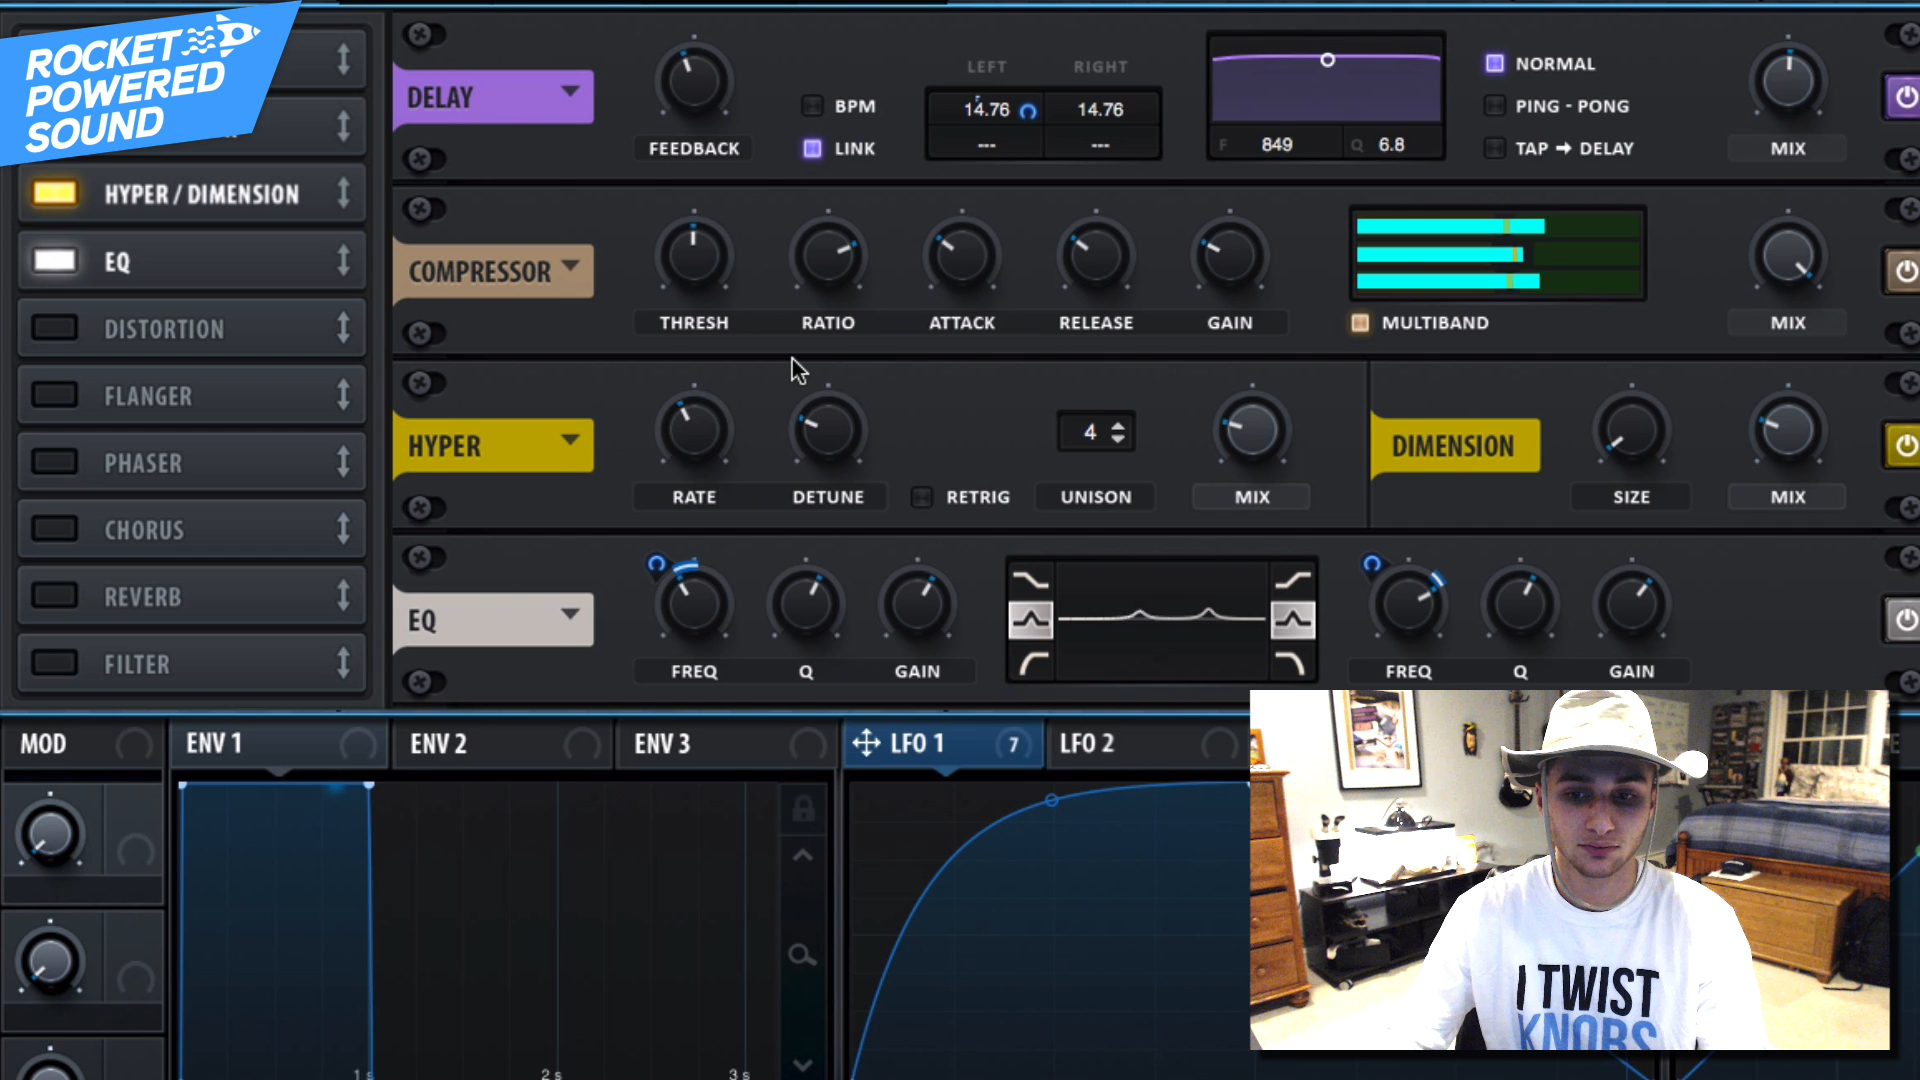 ROCKET
POWERED
SOUND
HYPER / DIMENSION
EQ
DISTORTION
FLANGER
PHASER
CHORUS
REVERB
FILTER
DELAY
FEEDBACK
BPM
LINK
LEFT RIGHT
14.76 14.76
--- ---
F 849 Q 6.8
NORMAL
PING - PONG
TAP ➔ DELAY
MIX
COMPRESSOR
THRESH RATIO ATTACK RELEASE GAIN
MULTIBAND
MIX
HYPER
RATE DETUNE RETRIG
4
UNISON
MIX
DIMENSION
SIZE MIX
EQ
FREQ Q GAIN
FREQ Q GAIN
MOD ENV 1 ENV 2 ENV 3 LFO 1 7 LFO 2
1 s 2 s 3 s
I TWIST
KNOBS